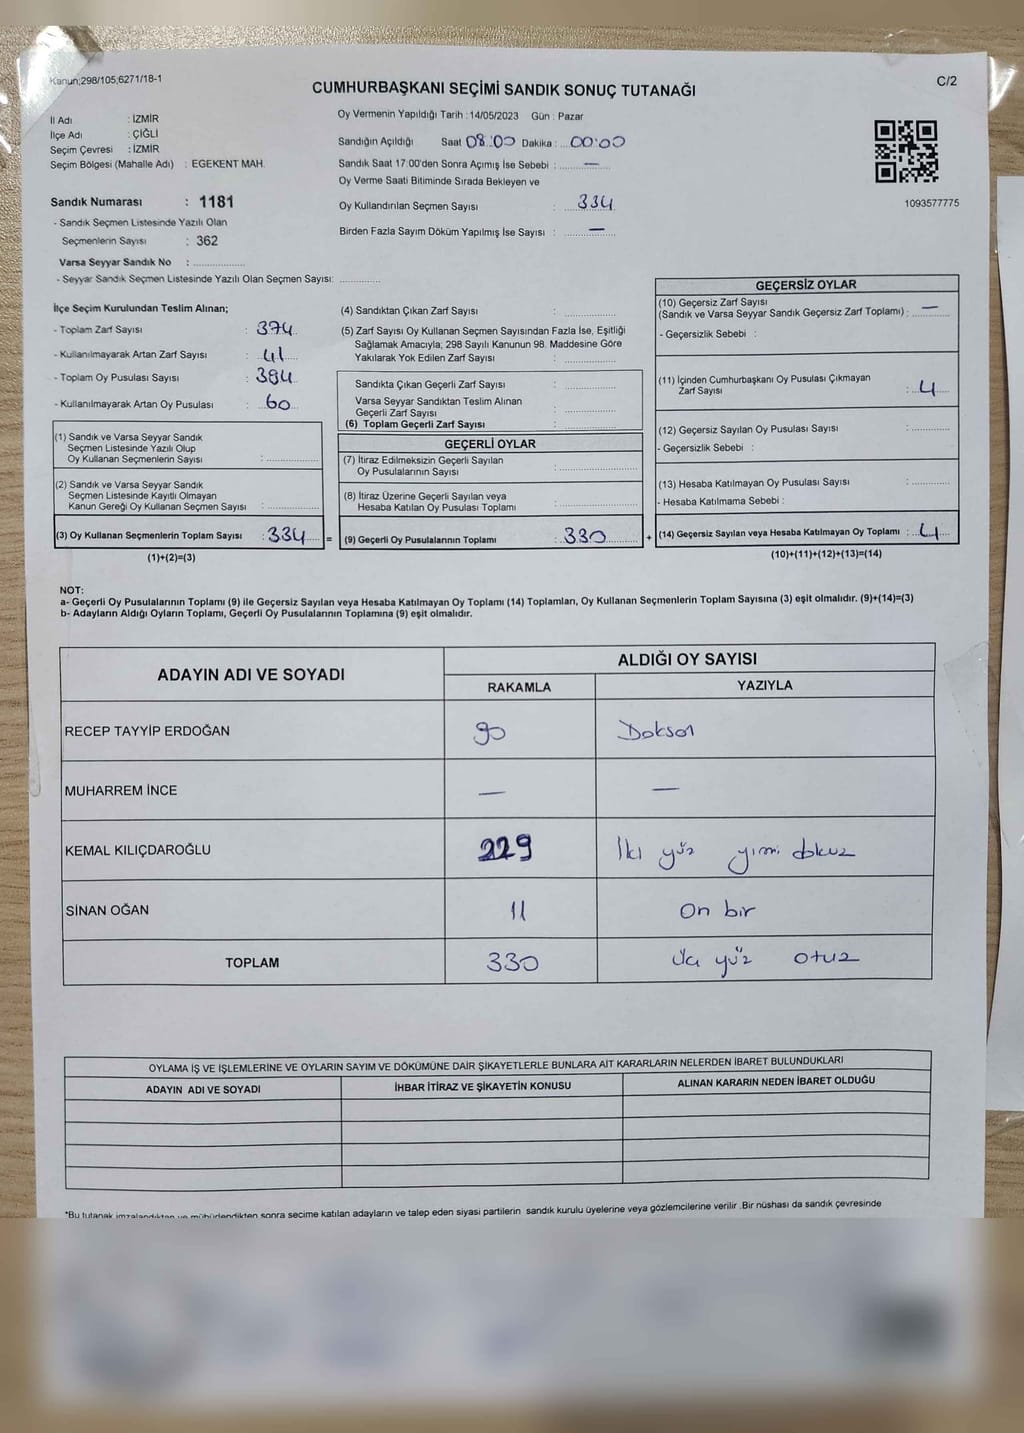 Kanun;298/105;6271/18-1
C/2
CUMHURBAŞKANI SEÇİMİ SANDIK SONUÇ TUTANAĞI
İl Adı : İZMİR
İlçe Adı : ÇİĞLİ
Seçim Çevresi : İZMİR
Seçim Bölgesi (Mahalle Adı) : EGEKENT MAH.
Sandık Numarası : 1181
- Sandık Seçmen Listesinde Yazılı Olan
Seçmenlerin Sayısı : 362
Varsa Seyyar Sandık No : ..............
- Seyyar Sandık Seçmen Listesinde Yazılı Olan Seçmen Sayısı: ............
Oy Vermenin Yapıldığı Tarih : 14/05/2023 Gün : Pazar
Sandığın Açıldığı Saat 08:00 Dakika : 00:00
Sandık Saat 17:00'den Sonra Açımış İse Sebebi : —
Oy Verme Saati Bitiminde Sırada Bekleyen ve
Oy Kullandırılan Seçmen Sayısı : 334
Birden Fazla Sayım Döküm Yapılmış İse Sayısı : —
1093577775
İlçe Seçim Kurulundan Teslim Alınan;
- Toplam Zarf Sayısı : 374
- Kullanılmayarak Artan Zarf Sayısı : 41
- Toplam Oy Pusulası Sayısı : 394
- Kullanılmayarak Artan Oy Pusulası : 60
(1) Sandık ve Varsa Seyyar Sandık
Seçmen Listesinde Yazılı Olup
Oy Kullanan Seçmenlerin Sayısı : ............
(2) Sandık ve Varsa Seyyar Sandık
Seçmen Listesinde Kayıtlı Olmayan
Kanun Gereği Oy Kullanan Seçmen Sayısı : ............
(3) Oy Kullanan Seçmenlerin Toplam Sayısı : 334 =
(1)+(2)=(3)
(4) Sandıktan Çıkan Zarf Sayısı : ............
(5) Zarf Sayısı Oy Kullanan Seçmen Sayısından Fazla İse, Eşitliği
Sağlamak Amacıyla; 298 Sayılı Kanunun 98. Maddesine Göre
Yakılarak Yok Edilen Zarf Sayısı : ............
Sandıkta Çıkan Geçerli Zarf Sayısı : ............
Varsa Seyyar Sandıktan Teslim Alınan
Geçerli Zarf Sayısı : ............
(6) Toplam Geçerli Zarf Sayısı : ............
GEÇERLİ OYLAR
(7) İtiraz Edilmeksizin Geçerli Sayılan
Oy Pusulalarının Sayısı : ............
(8) İtiraz Üzerine Geçerli Sayılan veya
Hesaba Katılan Oy Pusulası Toplamı : ............
(9) Geçerli Oy Pusulalarının Toplamı : 330 +
GEÇERSİZ OYLAR
(10) Geçersiz Zarf Sayısı
(Sandık ve Varsa Seyyar Sandık Geçersiz Zarf Toplamı) : —
- Geçersizlik Sebebi :
(11) İçinden Cumhurbaşkanı Oy Pusulası Çıkmayan
Zarf Sayısı : 4
(12) Geçersiz Sayılan Oy Pusulası Sayısı : ............
- Geçersizlik Sebebi :
(13) Hesaba Katılmayan Oy Pusulası Sayısı : ............
- Hesaba Katılmama Sebebi :
(14) Geçersiz Sayılan veya Hesaba Katılmayan Oy Toplamı : 4
(10)+(11)+(12)+(13)=(14)
NOT:
a- Geçerli Oy Pusulalarının Toplamı (9) ile Geçersiz Sayılan veya Hesaba Katılmayan Oy Toplamı (14) Toplamları, Oy Kullanan Seçmenlerin Toplam Sayısına (3) eşit olmalıdır. (9)+(14)=(3)
b- Adayların Aldığı Oyların Toplamı, Geçerli Oy Pusulalarının Toplamına (9) eşit olmalıdır.
ADAYIN ADI VE SOYADI ALDIĞI OY SAYISI
RAKAMLA YAZIYLA
RECEP TAYYİP ERDOĞAN 90 Doksan
MUHARREM İNCE — —
KEMAL KILIÇDAROĞLU 229 İki yüz yirmi dokuz
SİNAN OĞAN 11 On bir
TOPLAM 330 üç yüz otuz
OYLAMA İŞ VE İŞLEMLERİNE VE OYLARIN SAYIM VE DÖKÜMÜNE DAİR ŞİKAYETLERLE BUNLARA AİT KARARLARIN NELERDEN İBARET BULUNDUKLARI
ADAYIN ADI VE SOYADI İHBAR İTİRAZ VE ŞİKAYETİN KONUSU ALINAN KARARIN NEDEN İBARET OLDUĞU
*Bu tutanak imzalandıktan ve mühürlendikten sonra seçime katılan adayların ve talep eden siyasi partilerin sandık kurulu üyelerine veya gözlemcilerine verilir .Bir nüshası da sandık çevresinde